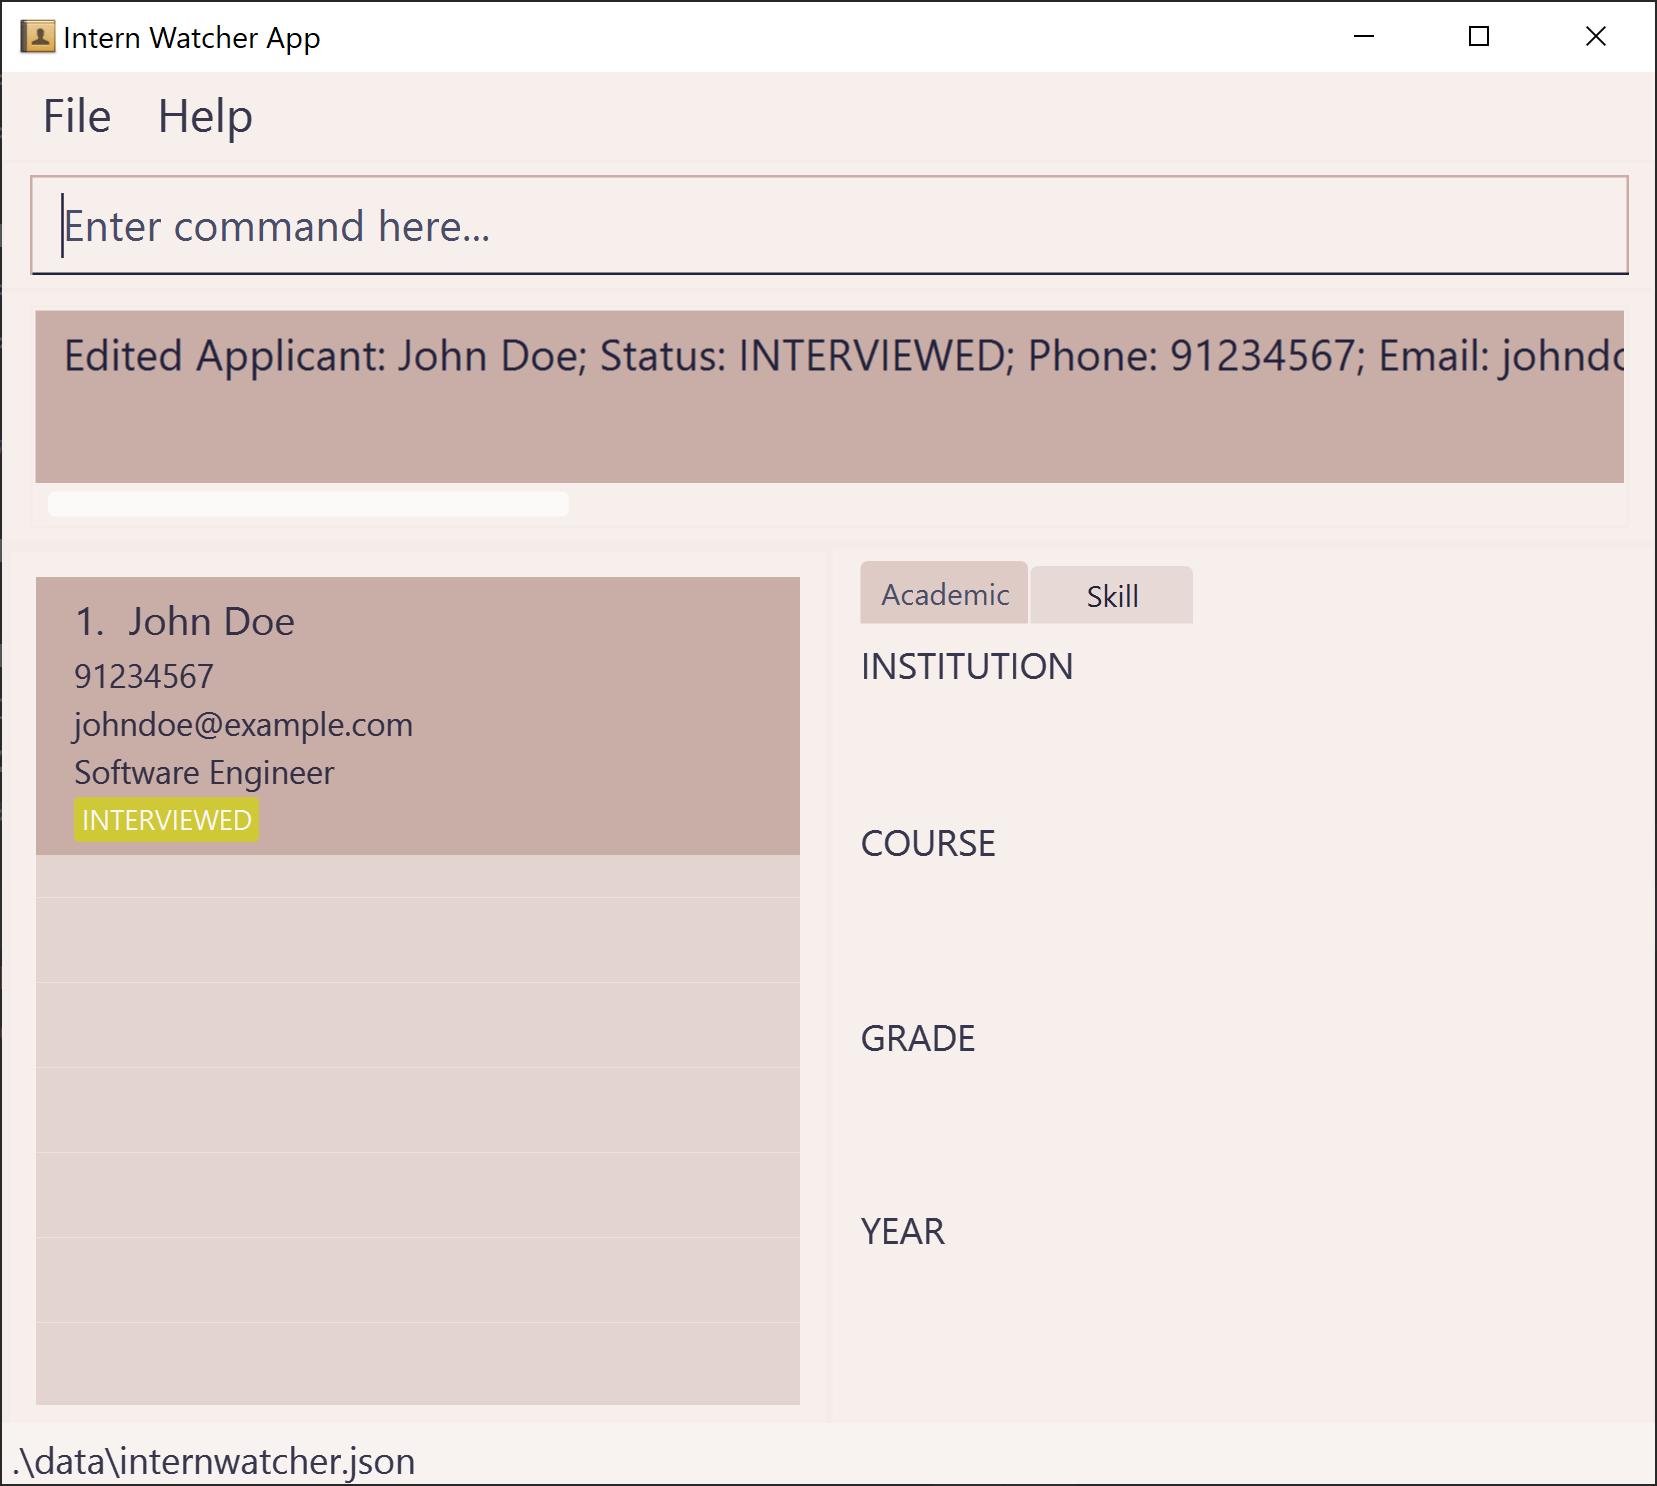 Intern Watcher App
File Help
Enter command here...
Edited Applicant: John Doe; Status: INTERVIEWED; Phone: 91234567; Email: johndo
1. John Doe
91234567
johndoe@example.com
Software Engineer
INTERVIEWED
Academic Skill
INSTITUTION
COURSE
GRADE
YEAR
.\data\internwatcher.json